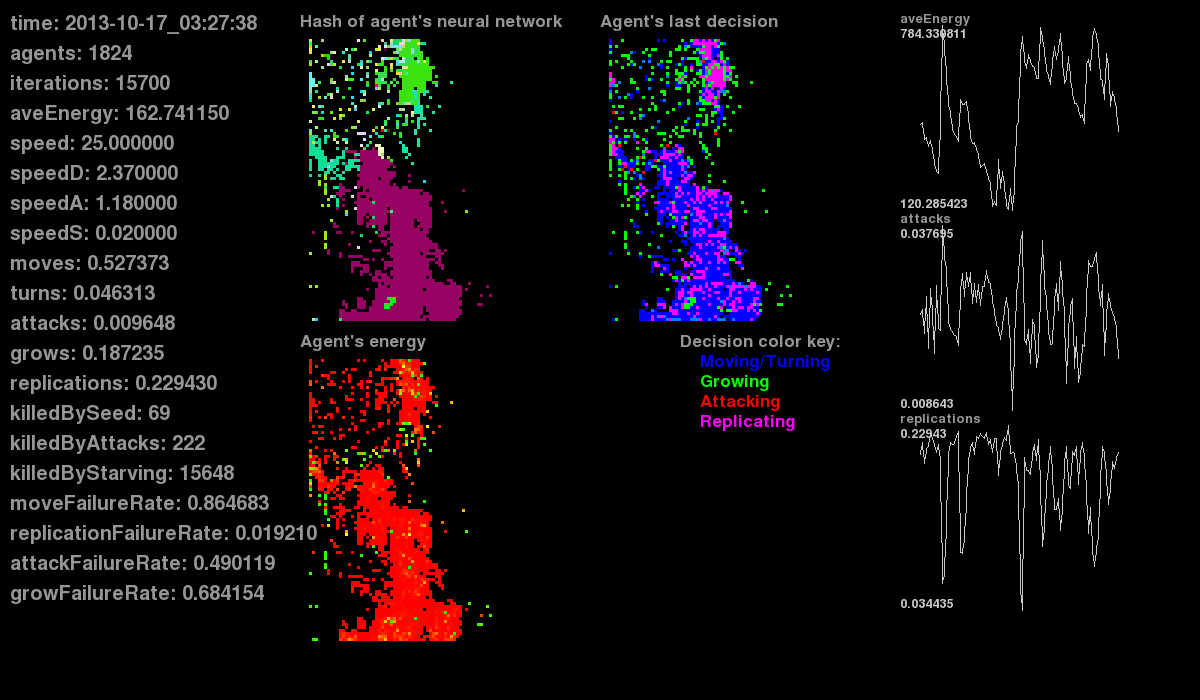 time: 2013-10-17_03:27:38
agents: 1824
iterations: 15700
aveEnergy: 162.741150
speed: 25.000000
speedD: 2.370000
speedA: 1.180000
speedS: 0.020000
moves: 0.527373
turns: 0.046313
attacks: 0.009648
grows: 0.187235
replications: 0.229430
killedBySeed: 69
killedByAttacks: 222
killedByStarving: 15648
moveFailureRate: 0.864683
replicationFailureRate: 0.019210
attackFailureRate: 0.490119
growFailureRate: 0.684154
Hash of agent's neural network
Agent's last decision
Agent's energy
Decision color key:
Moving/Turning
Growing
Attacking
Replicating
aveEnergy
784.330811
120.285423
attacks
0.037695
0.008643
replications
0.22943
0.034435